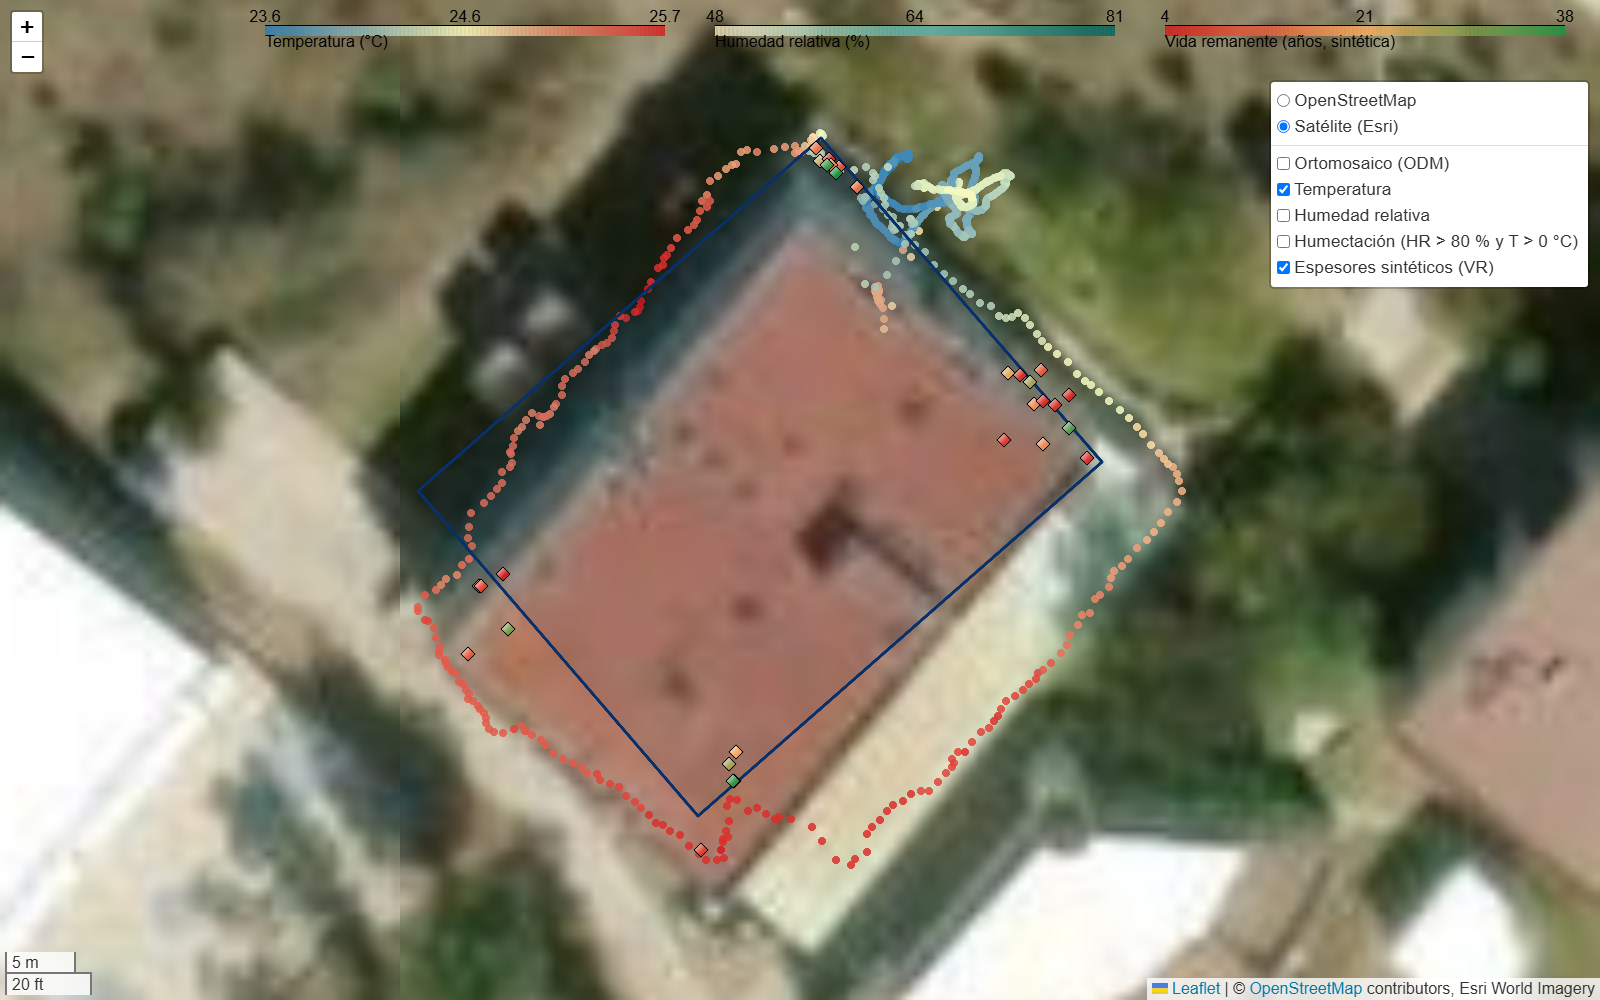 +
−
23.6 24.6 25.7
Temperatura (°C)
48 64 81
Humedad relativa (%)
4 21 38
Vida remanente (años, sintética)
OpenStreetMap
Satélite (Esri)
Ortomosaico (ODM)
Temperatura
Humedad relativa
Humectación (HR > 80 % y T > 0 °C)
Espesores sintéticos (VR)
5 m
20 ft
Leaflet | © OpenStreetMap contributors, Esri World Imagery